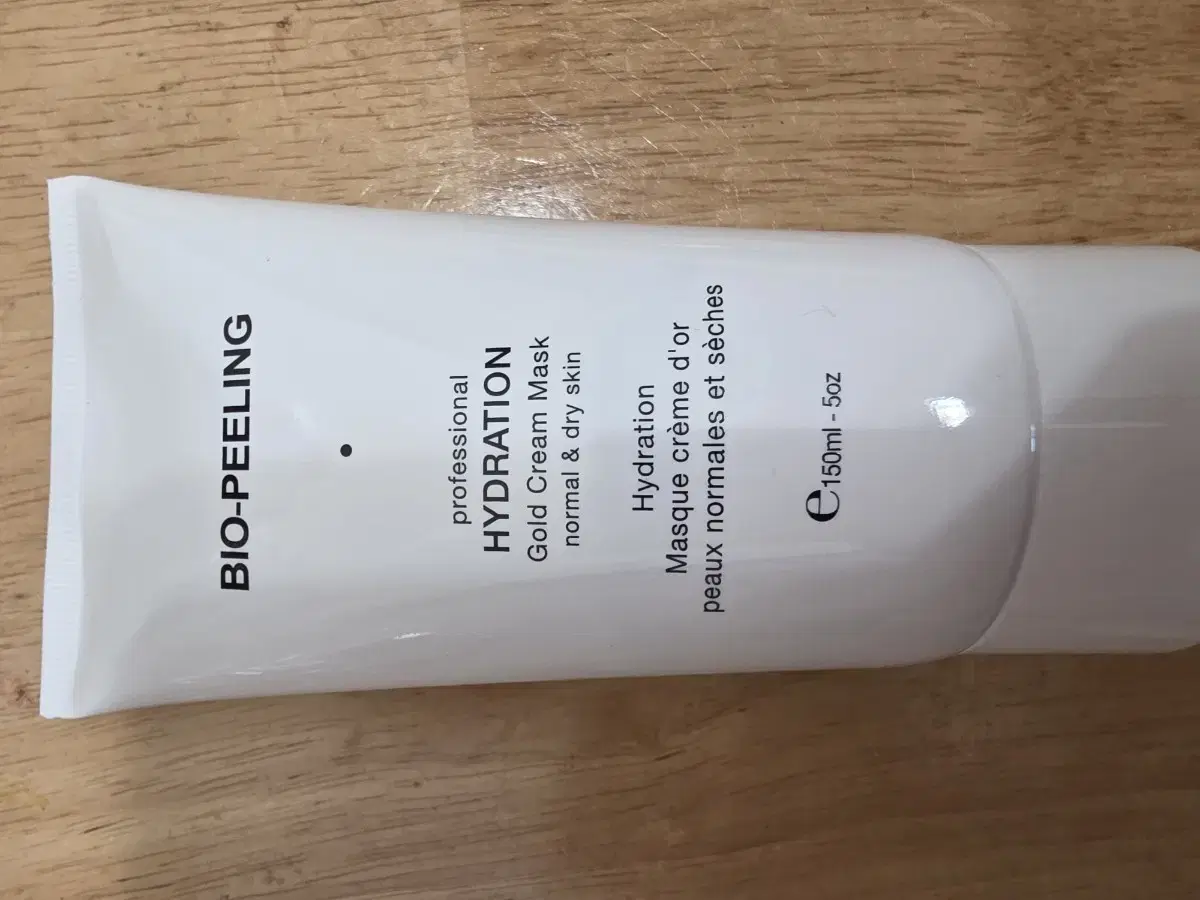 BIO-PEELING
professional
HYDRATION
Gold Cream Mask
normal & dry skin
Hydration
Masque crème d'or
peaux normales et sèches
e150ml - 5oz